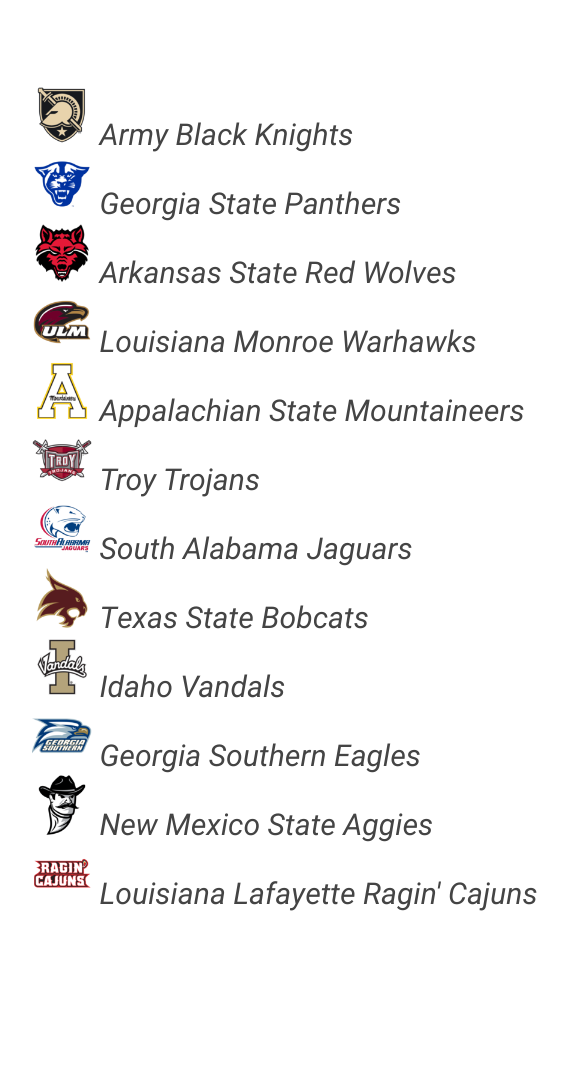 Army Black Knights
Georgia State Panthers
Arkansas State Red Wolves
ULM
Louisiana Monroe Warhawks
A
Mountaineers
Appalachian State Mountaineers
TROY
TROJANS
Troy Trojans
SOUTH ALABAMA
JAGUARS
South Alabama Jaguars
Texas State Bobcats
I
Vandals
Idaho Vandals
GEORGIA
SOUTHERN
Georgia Southern Eagles
New Mexico State Aggies
RAGIN'
CAJUNS
Louisiana Lafayette Ragin' Cajuns